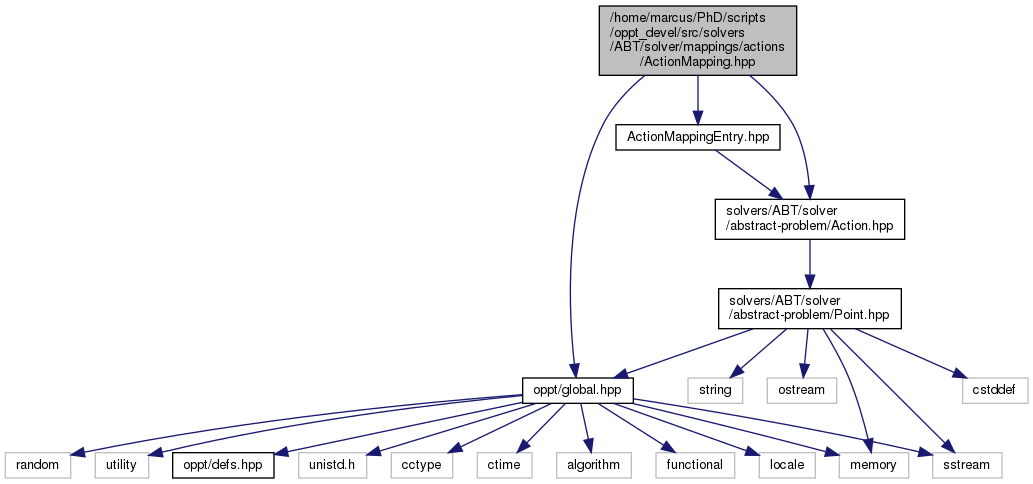 /home/marcus/PhD/scripts
/oppt_devel/src/solvers
/ABT/solver/mappings/actions
/ActionMapping.hpp
ActionMappingEntry.hpp
solvers/ABT/solver
/abstract-problem/Action.hpp
solvers/ABT/solver
/abstract-problem/Point.hpp
oppt/global.hpp
string
ostream
cstddef
random
utility
oppt/defs.hpp
unistd.h
cctype
ctime
algorithm
functional
locale
memory
sstream